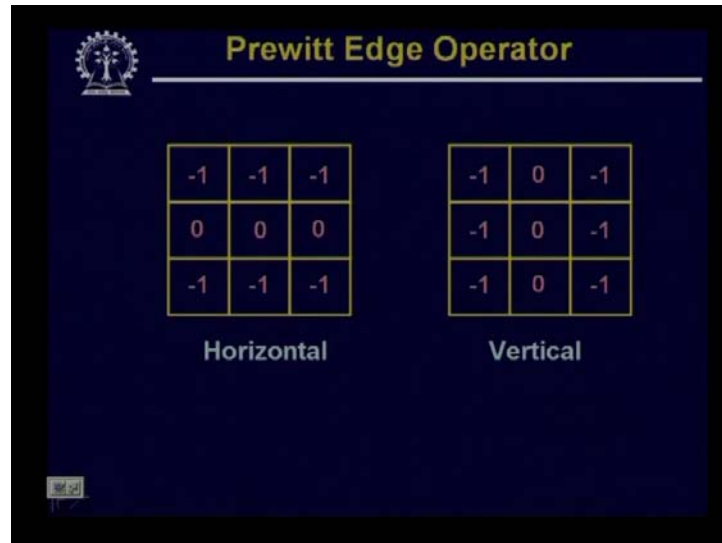 Prewitt Edge Operator
-1 -1 -1
0 0 0
-1 -1 -1
Horizontal
-1 0 -1
-1 0 -1
-1 0 -1
Vertical